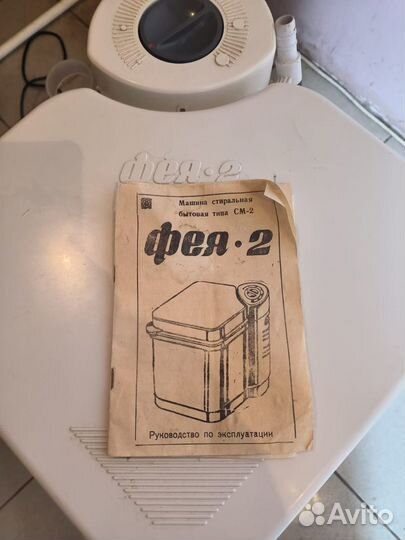 фея·2
Машина стиральная
бытовая типа СМ-2
фея·2
Руководство по эксплуатации
Avito